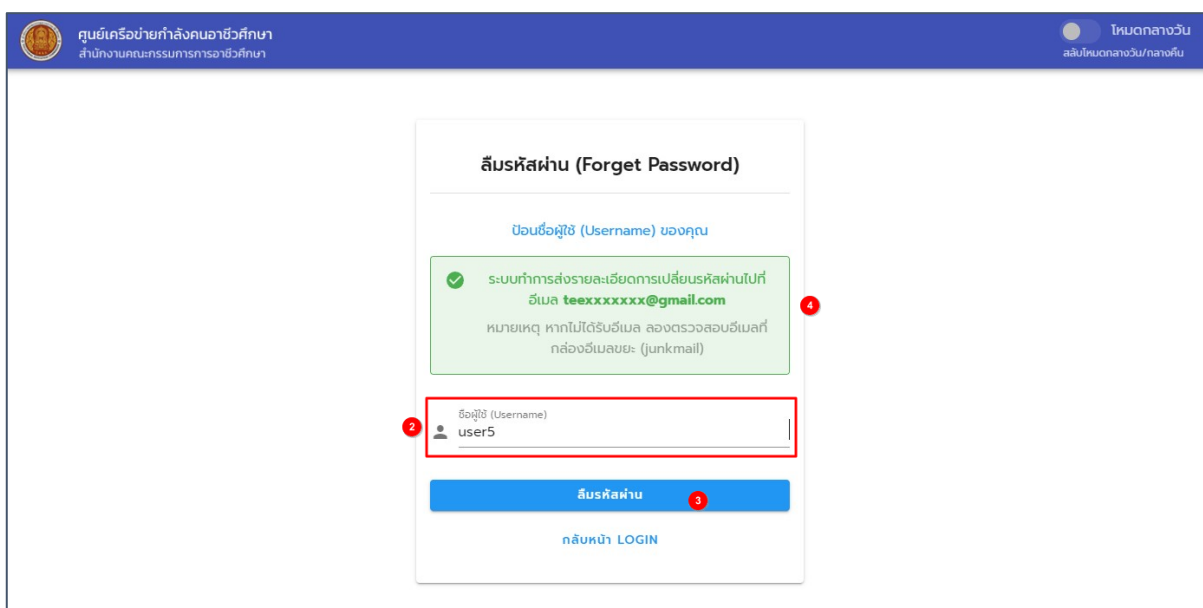 ศูนย์เครือข่ายกำลังคนอาชีวศึกษา
สำนักงานคณะกรรมการการอาชีวศึกษา
โหมดกลางวัน
สลับโหมดกลางวัน/กลางคืน
ลืมรหัสผ่าน (Forget Password)
ป้อนชื่อผู้ใช้ (Username) ของคุณ
ระบบทำการส่งรายละเอียดการเปลี่ยนรหัสผ่านไปที่
อีเมล teexxxxxxx@gmail.com
4
หมายเหตุ หากไม่ได้รับอีเมล ลองตรวจสอบอีเมลที่
กล่องอีเมลขยะ (junkmail)
ชื่อผู้ใช้ (Username)
2
user5
ลืมรหัสผ่าน
3
กลับหน้า LOGIN